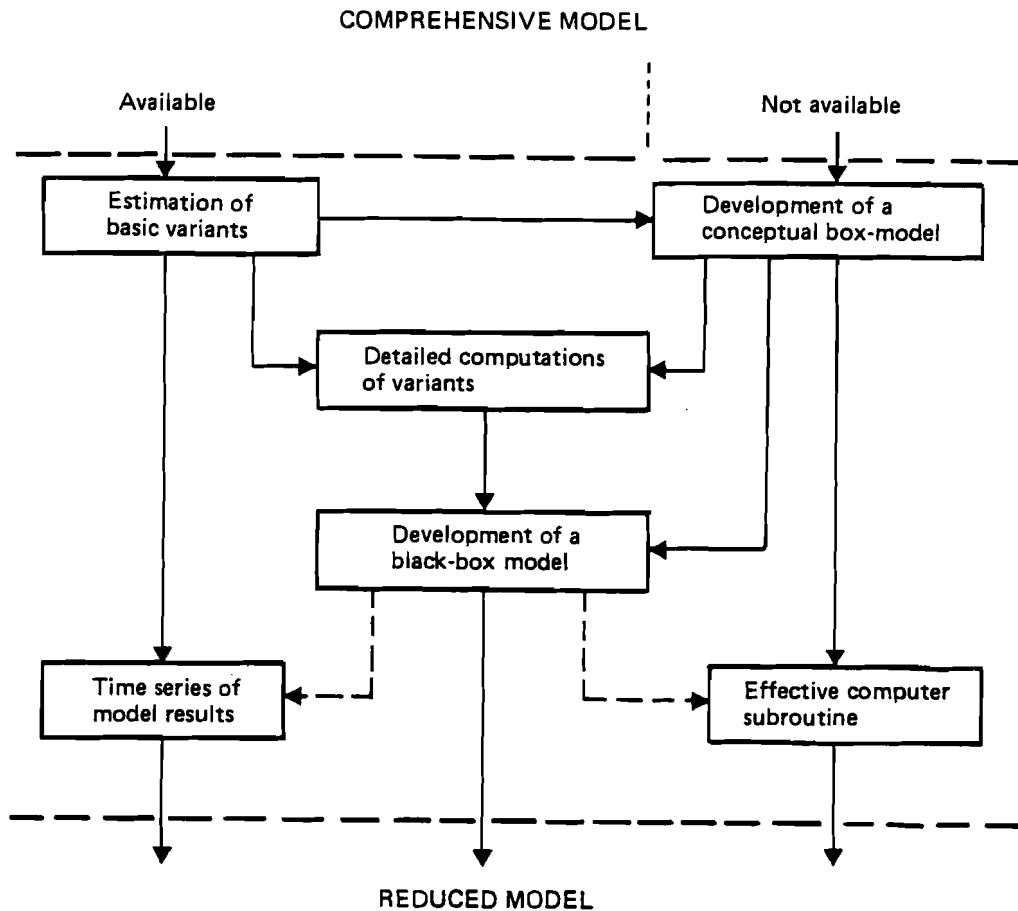 COMPREHENSIVE MODEL
Available
Not available
Estimation of
basic variants
Development of a
conceptual box-model
Detailed computations
of variants
Development of a
black-box model
Time series of
model results
Effective computer
subroutine
REDUCED MODEL